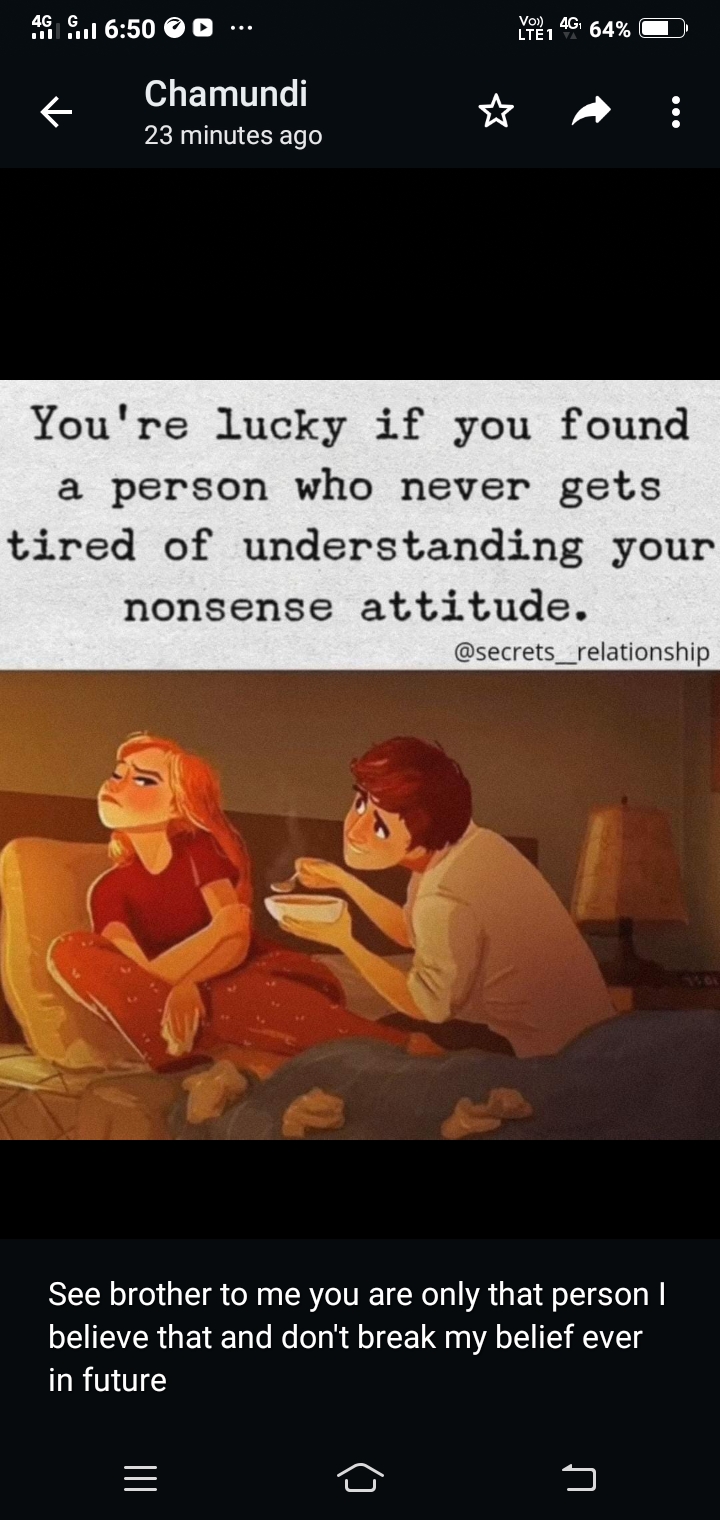 4G G 6:50 ... Vo)) LTE1 4G 64%
Chamundi
23 minutes ago
You're lucky if you found
a person who never gets
tired of understanding your
nonsense attitude.
@secrets__relationship
See brother to me you are only that person I
believe that and don't break my belief ever
in future